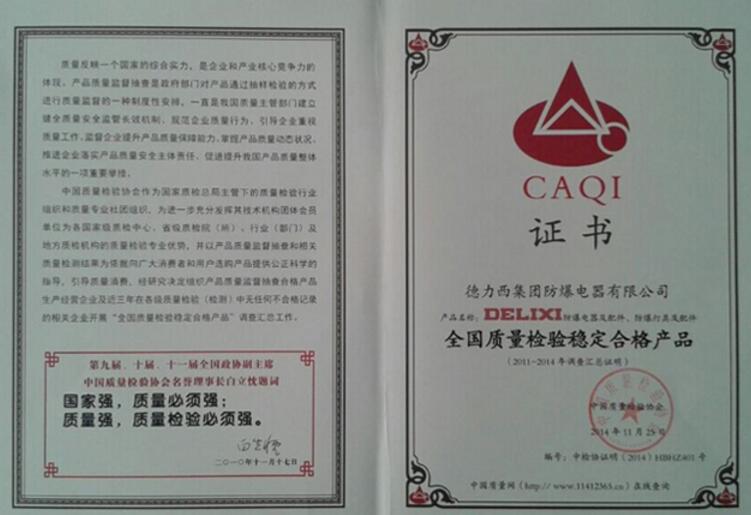 质量反映一个国家的综合实力，是企业和产业核心竞争力的
体现。产品质量监督抽查是政府部门对产品通过抽样检验的方式
进行质量监督的一种制度性安排，一直是我国质量主管部门建立
健全质量安全监管长效机制、规范企业质量行为、引导企业重视
质量工作，监督企业提升产品质量保障能力，掌握产品质量动态状况，
推进企业落实产品质量安全主体责任、促进提升我国产品质量整体
水平的一项重要举措。
中国质量检验协会作为国家质检总局主管下的质量检验行业
组织和质量专业社团组织，为进一步充分发挥其技术机构团体会员
单位为各国家级质检中心、省级质检院（所）、行业（部门）及
地方质检机构的质量检验专业优势，并以产品质量监督抽查和相关
质量检测结果为依据向广大消费者和用户选购产品提供公正科学的
指导，引导质量消费，经研究决定组织产品质量监督抽查合格产品
生产经营企业及近三年在各级质量检验（检测）中无任何不合格记录
的相关企业开展“全国质量检验稳定合格产品”调查汇总工作。
第九届、十届、十一届全国政协副主席
中国质量检验协会名誉理事长白立忱题词
国家强，质量必须强；
质量强，质量检验必须强。
白立忱
二〇一〇年十一月十七日
CAQI
证书
德力西集团防爆电器有限公司
产品名称：DELIXI防爆电器及配件、防爆灯具及配件
全国质量检验稳定合格产品
（2011-2014年调查汇总证明）
中国质量检验协会
2014年11月25日
编号：中检协证明（2014）HBHZ401号
中国质量网（http://www.11412365.cn）在线查询